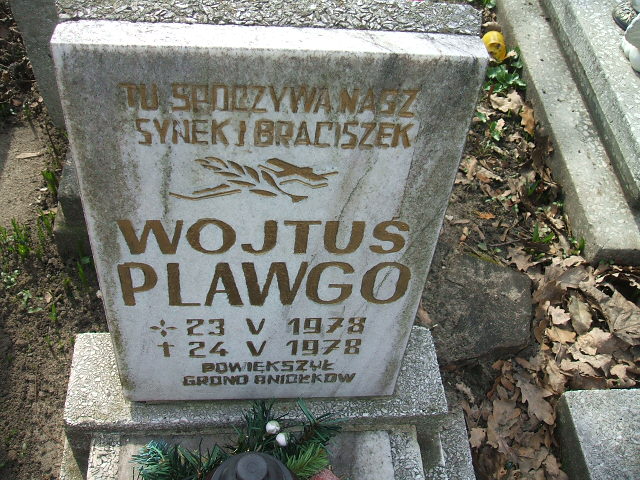 TU SPOCZYWA NASZ
SYNEK I BRACISZEK
WOJTUŚ
PLAWGO
* 23 V 1978
† 24 V 1978
POWIĘKSZYŁ
GRONO ANIOŁKÓW